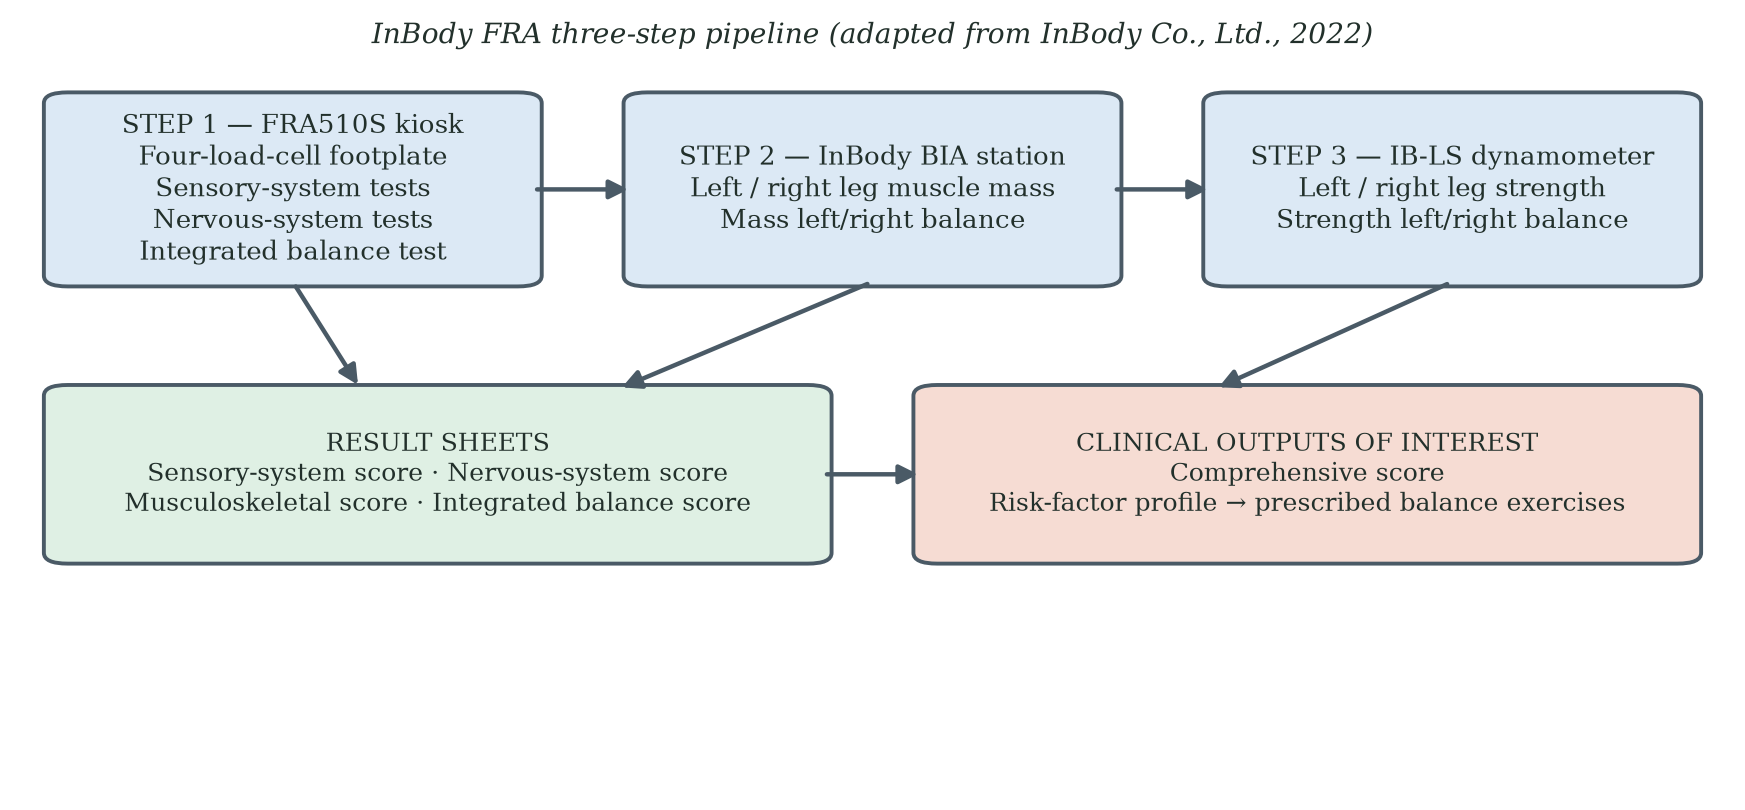 InBody FRA three-step pipeline (adapted from InBody Co., Ltd., 2022)
STEP 1 — FRA510S kiosk
Four-load-cell footplate
Sensory-system tests
Nervous-system tests
Integrated balance test
STEP 2 — InBody BIA station
Left / right leg muscle mass
Mass left/right balance
STEP 3 — IB-LS dynamometer
Left / right leg strength
Strength left/right balance
RESULT SHEETS
Sensory-system score · Nervous-system score
Musculoskeletal score · Integrated balance score
CLINICAL OUTPUTS OF INTEREST
Comprehensive score
Risk-factor profile → prescribed balance exercises